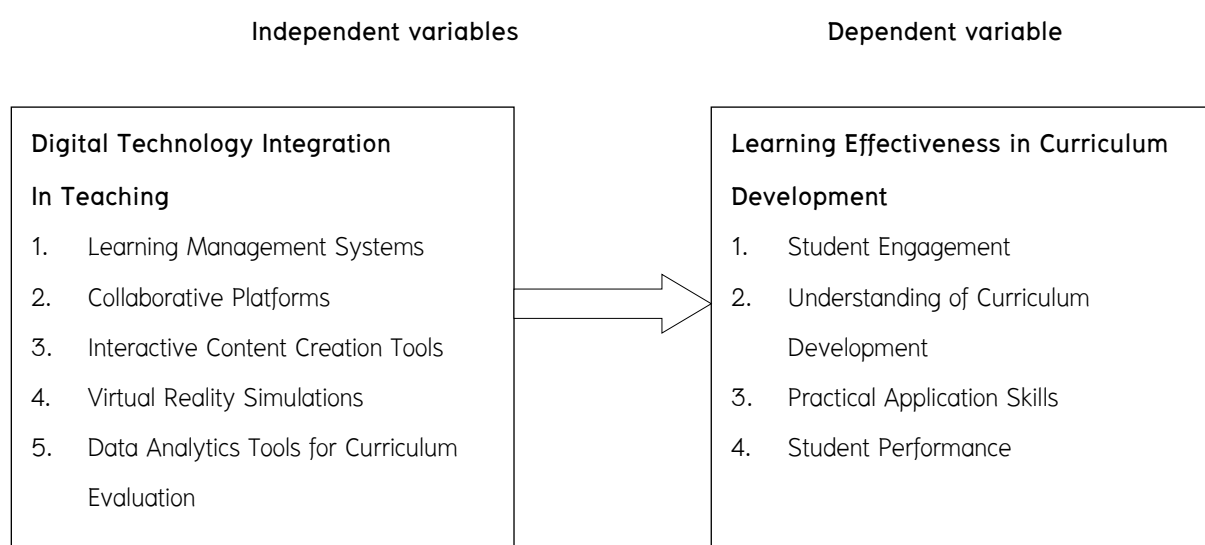 Independent variables
Dependent variable
Digital Technology Integration
In Teaching
1. Learning Management Systems
2. Collaborative Platforms
3. Interactive Content Creation Tools
4. Virtual Reality Simulations
5. Data Analytics Tools for Curriculum
Evaluation
Learning Effectiveness in Curriculum
Development
1. Student Engagement
2. Understanding of Curriculum
Development
3. Practical Application Skills
4. Student Performance